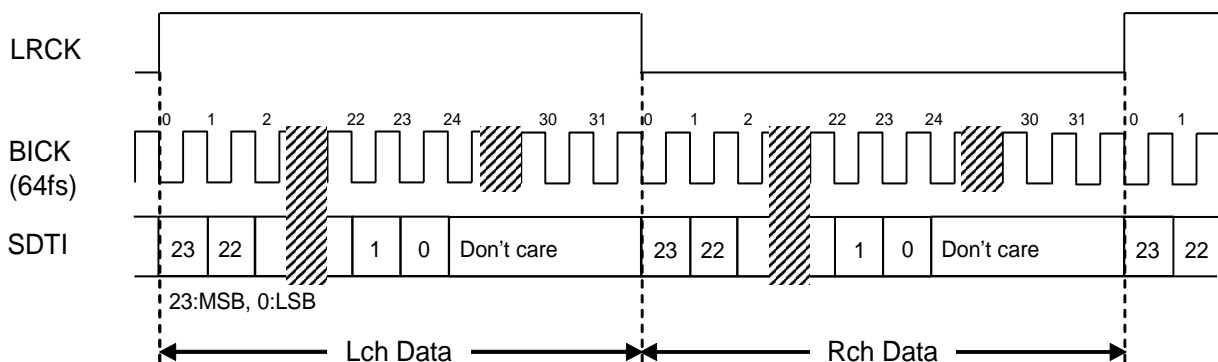 LRCK
0 1 2 22 23 24 30 31 0 1 2 22 23 24 30 31 0 1
BICK
(64fs)
SDTI 23 22 1 0 Don't care 23 22 1 0 Don't care 23 22
23:MSB, 0:LSB
Lch Data Rch Data